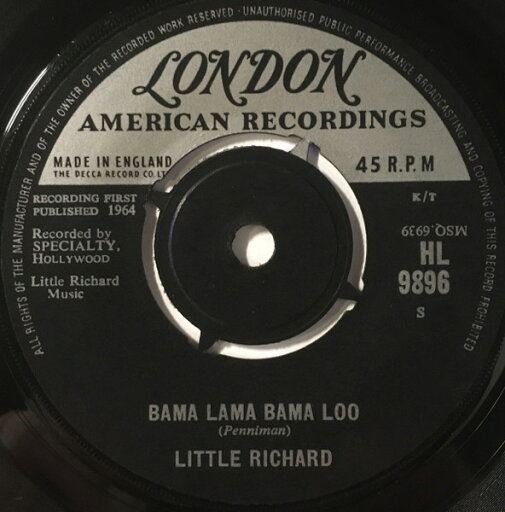 ALL RIGHTS OF THE MANUFACTURER AND OF THE OWNER OF THE RECORDED WORK RESERVED · UNAUTHORISED PUBLIC PERFORMANCE BROADCASTING AND COPYING OF THIS RECORD PROHIBITED
LONDON
AMERICAN RECORDINGS
MADE IN ENGLAND
THE DECCA RECORD CO LT
45 R.P.M
RECORDING FIRST
PUBLISHED 1964
K/T
Recorded by
SPECIALTY,
HOLLYWOOD
MSQ.6939
HL
9896
Little Richard
Music
S
BAMA LAMA BAMA LOO
(Penniman)
LITTLE RICHARD